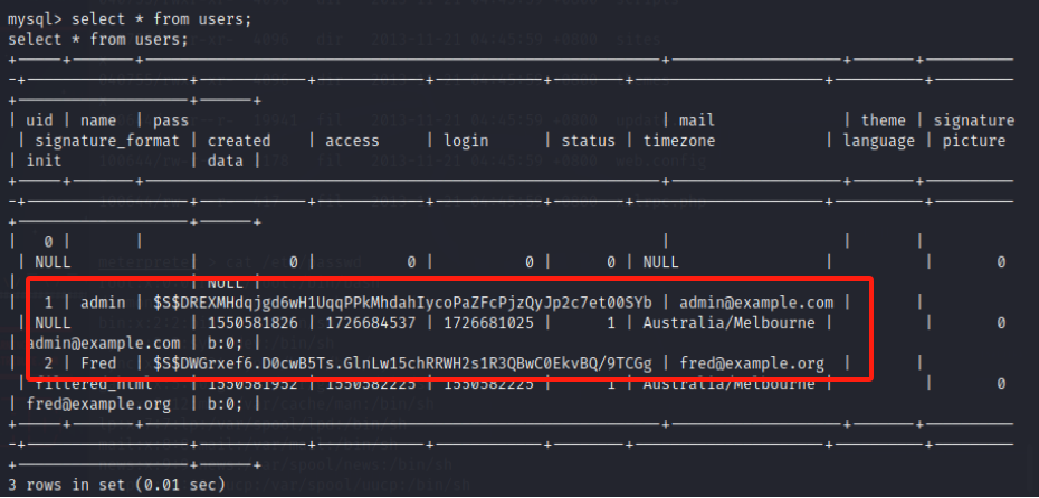 mysql> select * from users;
select * from users;
| uid | name | pass | mail | theme | signature
| signature_format | created | access | login | status | timezone | language | picture
| init | data |
| 0 | | | | |
| NULL | 0 | 0 | 0 | 0 | NULL | | 0
| | NULL |
| 1 | admin | $S$DREXMHdqjgd6wH1UqqPPkMhdahIycoPaZFcPjzQyJp2c7et00SYb | admin@example.com | |
| NULL | 1550581826 | 1726684537 | 1726681025 | 1 | Australia/Melbourne | | 0
| admin@example.com | b:0; |
| 2 | Fred | $S$DWGrxef6.D0cwB5Ts.GlnLw15chRRWH2s1R3QBwC0EkvBQ/9TCGg | fred@example.org | |
| filtered_html | 1550581952 | 1550582225 | 1550582225 | 1 | Australia/Melbourne | | 0
| fred@example.org | b:0; |
3 rows in set (0.01 sec)